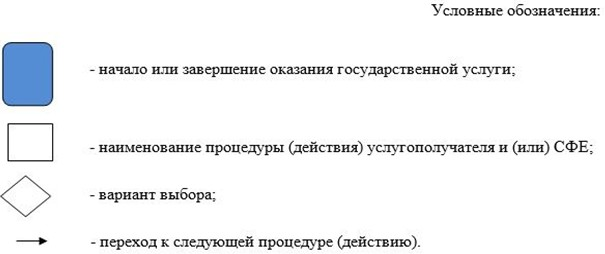 Условные обозначения:
- начало или завершение оказания государственной услуги;
- наименование процедуры (действия) услугополучателя и (или) СФЕ;
- вариант выбора;
- переход к следующей процедуре (действию).